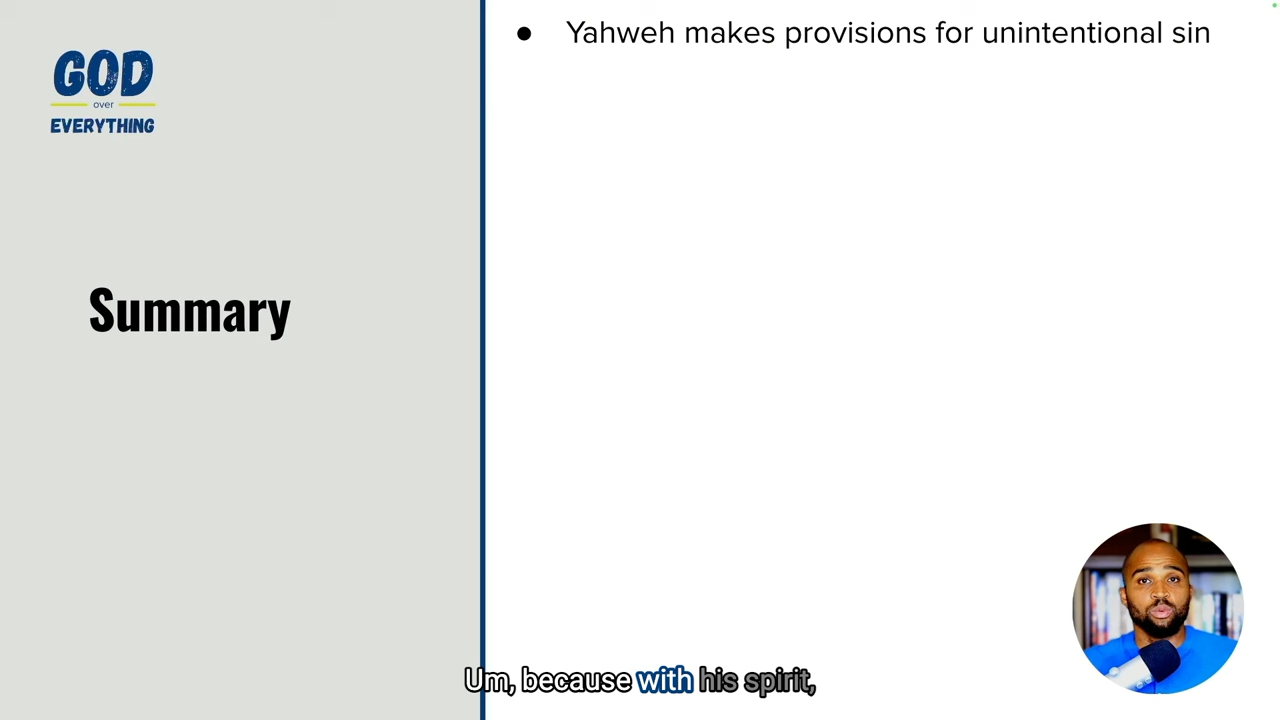 GOD
over
EVERYTHING
Summary
● Yahweh makes provisions for unintentional sin
Um, because with his spirit,